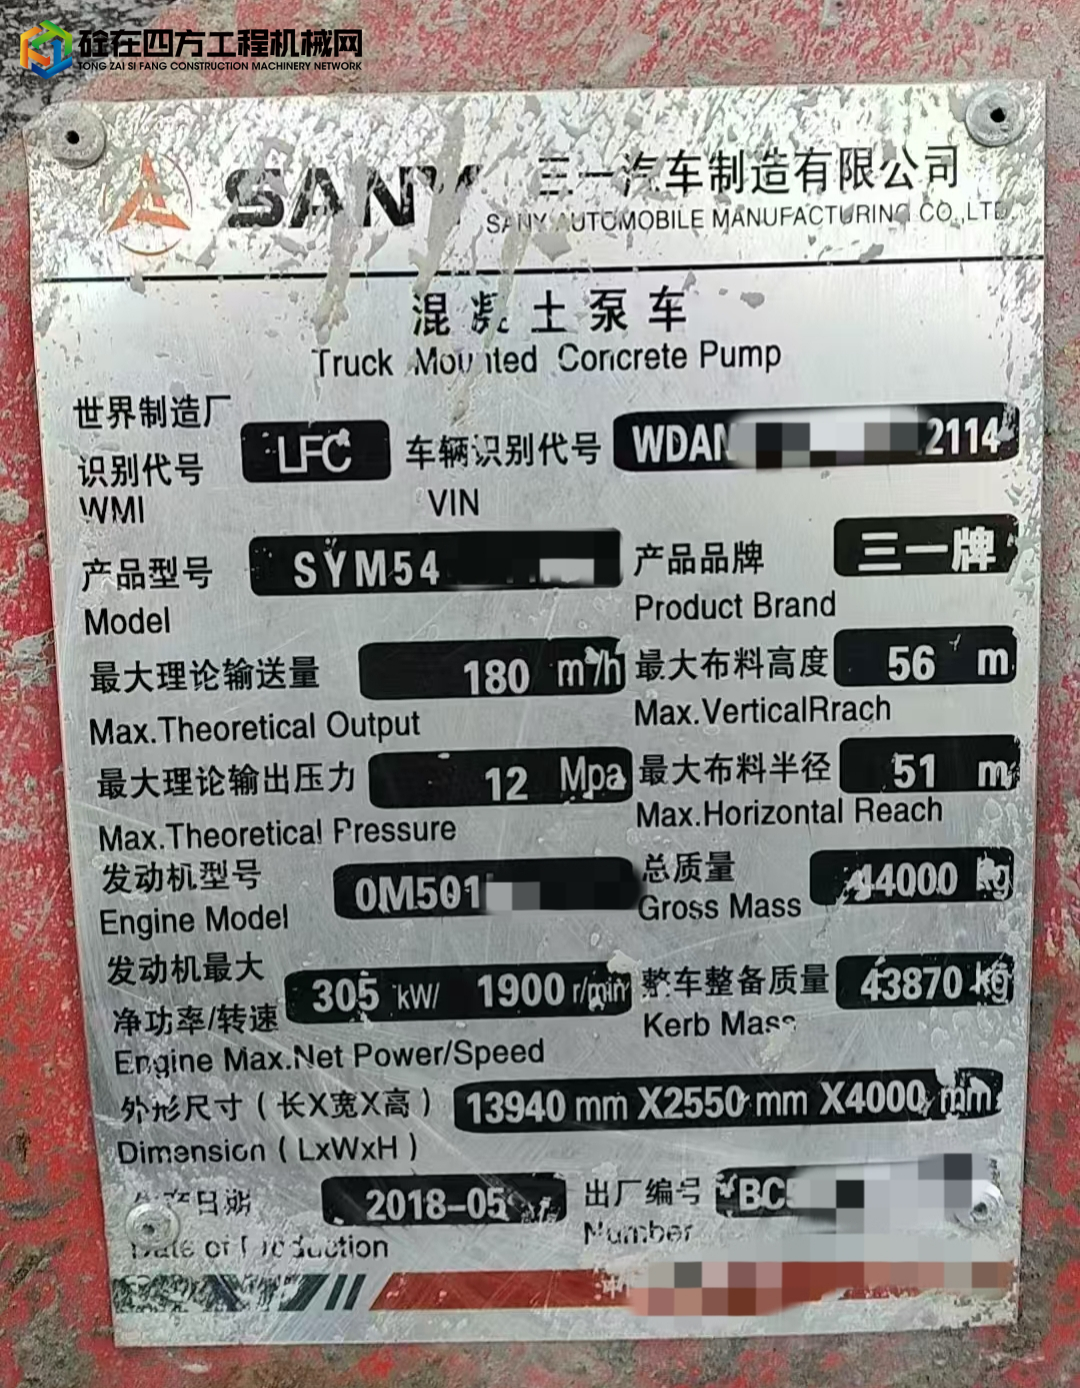 砼在四方工程机械网
TONG ZAI SI FANG CONSTRUCTION MACHINERY NETWORK
SANY 三一汽车制造有限公司
SANY AUTOMOBILE MANUFACTURING CO.,LTD.
混凝土泵车
Truck Mounted Concrete Pump
世界制造厂
识别代号 LFC 车辆识别代号 WDAN 2114
WMI VIN
产品型号 SYM54 产品品牌 三一牌
Model Product Brand
最大理论输送量 180 m³/h 最大布料高度 56 m
Max.Theoretical Output Max.VerticalRrach
最大理论输出压力 12 Mpa 最大布料半径 51 m
Max.Theoretical Pressure Max.Horizontal Reach
发动机型号 OM501 总质量 44000 kg
Engine Model Gross Mass
发动机最大
净功率/转速 305 kW/ 1900 r/min 整车整备质量 43870 kg
Engine Max.Net Power/Speed Kerb Mass
外形尺寸(长X宽X高) 13940 mm X2550 mm X4000 mm
Dimension(LxWxH)
生产日期 2018-05 出厂编号 BC
Date of Production Number